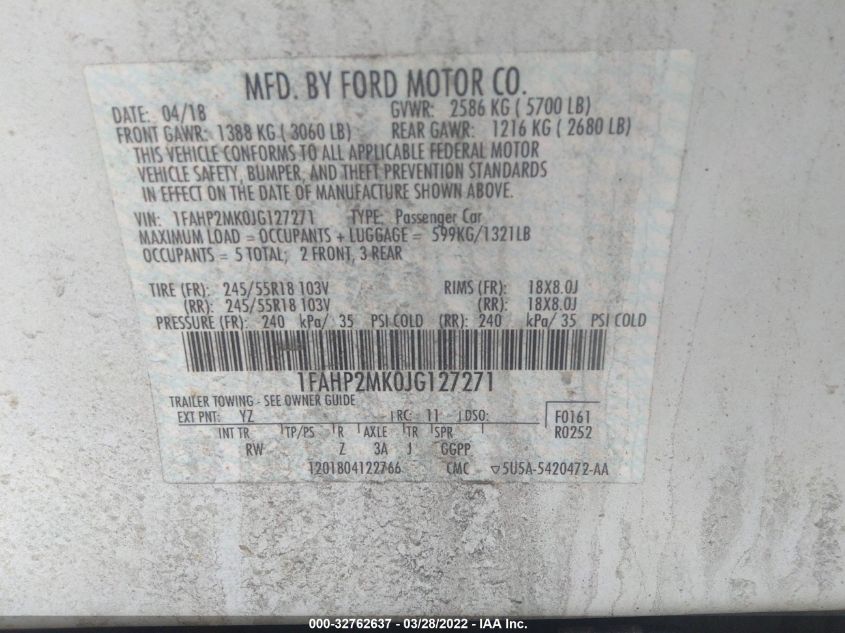 MFD. BY FORD MOTOR CO.
DATE: 04/18 GVWR: 2586 KG ( 5700 LB)
FRONT GAWR: 1388 KG ( 3060 LB) REAR GAWR: 1216 KG ( 2680 LB)
THIS VEHICLE CONFORMS TO ALL APPLICABLE FEDERAL MOTOR
VEHICLE SAFETY, BUMPER, AND THEFT PREVENTION STANDARDS
IN EFFECT ON THE DATE OF MANUFACTURE SHOWN ABOVE.
VIN: 1FAHP2MK0JG127271 TYPE: Passenger Car
MAXIMUM LOAD = OCCUPANTS + LUGGAGE = 599KG/1321LB
OCCUPANTS = 5 TOTAL; 2 FRONT, 3 REAR
TIRE (FR): 245/55R18 103V RIMS (FR): 18X8.0J
(RR): 245/55R18 103V (RR): 18X8.0J
PRESSURE (FR): 240 kPa/ 35 PSI COLD (RR): 240 kPa/ 35 PSI COLD
1FAHP2MK0JG127271
TRAILER TOWING - SEE OWNER GUIDE
EXT PNT: YZ RC: 11 DSO: F0161
INT TR TP/PS R AXLE TR SPR R0252
RW Z 3A J GGPP
1201804122766 CMC ▽5U5A-5420472-AA
000-32762637 - 03/28/2022 - IAA Inc.